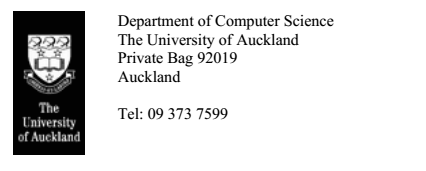 The
University
of Auckland
Department of Computer Science
The University of Auckland
Private Bag 92019
Auckland
Tel: 09 373 7599